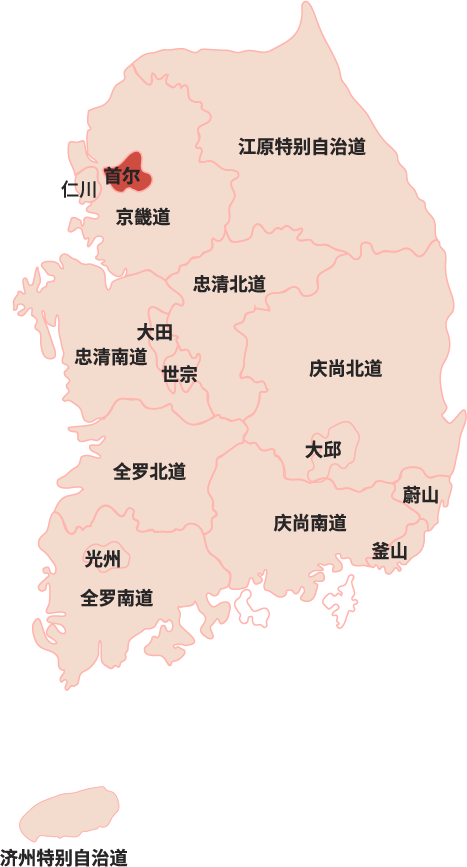 江原特别自治道
首尔
仁川
京畿道
忠清北道
大田
忠清南道
世宗
庆尚北道
大邱
全罗北道
蔚山
庆尚南道
釜山
光州
全罗南道
济州特别自治道